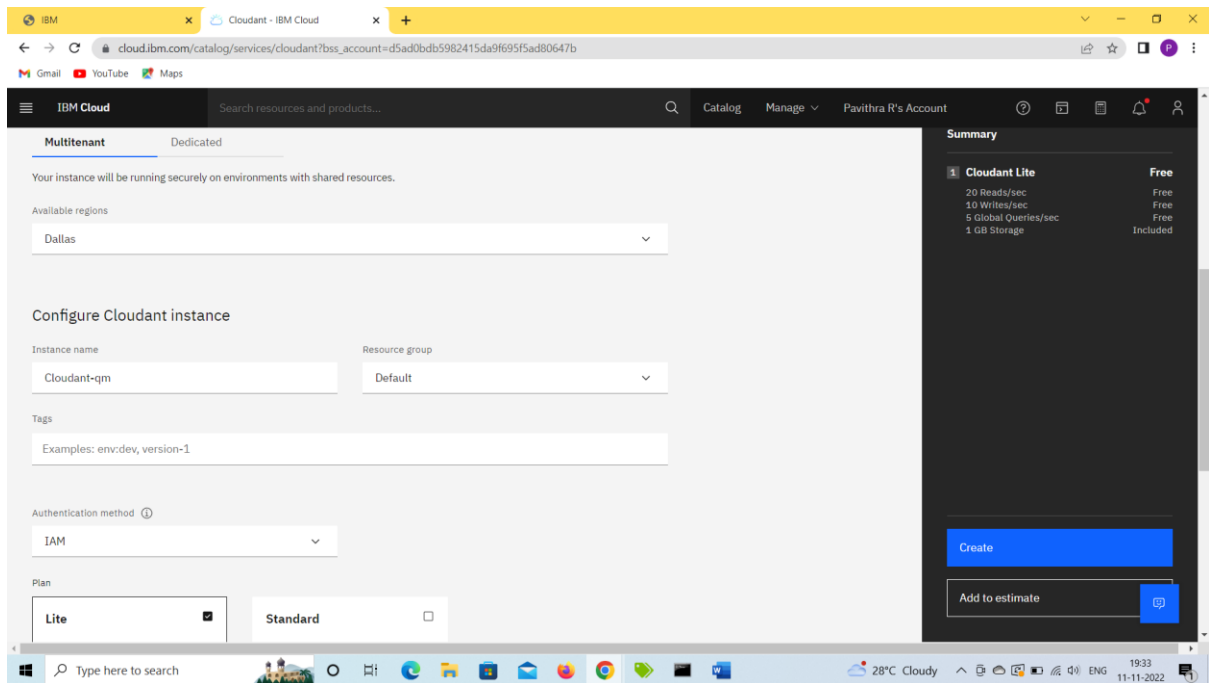 IBM
Cloudant - IBM Cloud
cloud.ibm.com/catalog/services/cloudant?bss_account=d5ad0bdb5982415da9f695f5ad80647b
P
Gmail YouTube Maps
IBM Cloud Search resources and products... Catalog Manage Pavithra R's Account
Multitenant Dedicated
Your instance will be running securely on environments with shared resources.
Available regions
Dallas
Configure Cloudant instance
Instance name Resource group
Cloudant-qm Default
Tags
Examples: env:dev, version-1
Authentication method
IAM
Plan
Lite Standard
Summary
1 Cloudant Lite Free
20 Reads/sec Free
10 Writes/sec Free
5 Global Queries/sec Free
1 GB Storage Included
Create
Add to estimate
Type here to search 28°C Cloudy ENG 19:33
11-11-2022